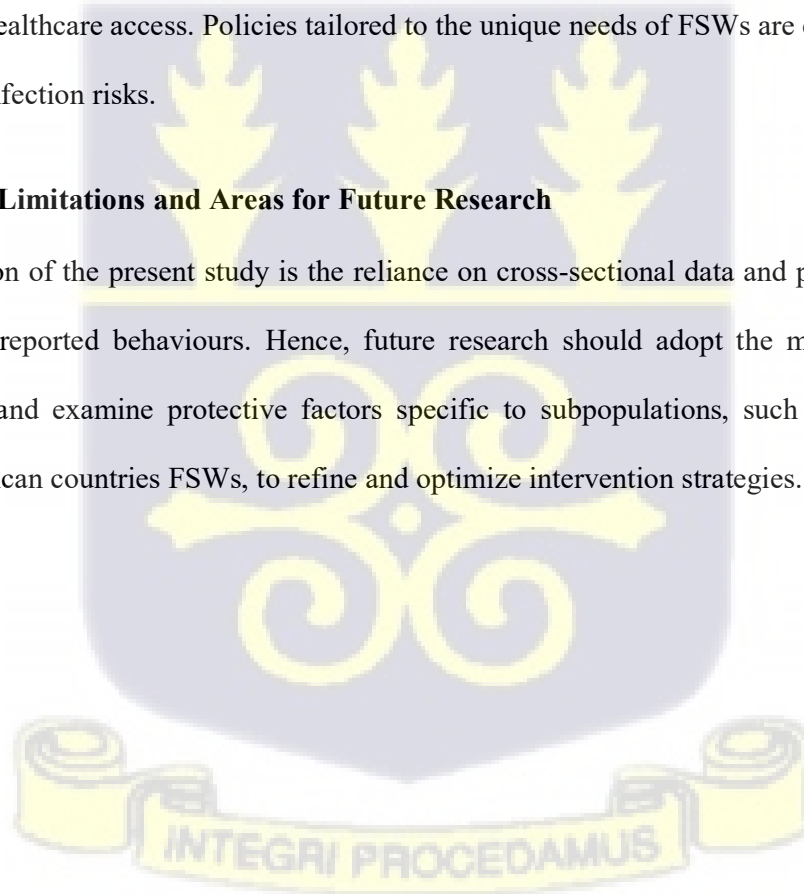 ealthcare access. Policies tailored to the unique needs of FSWs are
fection risks.
Limitations and Areas for Future Research
on of the present study is the reliance on cross-sectional data and p
reported behaviours. Hence, future research should adopt the m
and examine protective factors specific to subpopulations, such
ican countries FSWs, to refine and optimize intervention strategies.
INTEGRI PROCEDAMUS